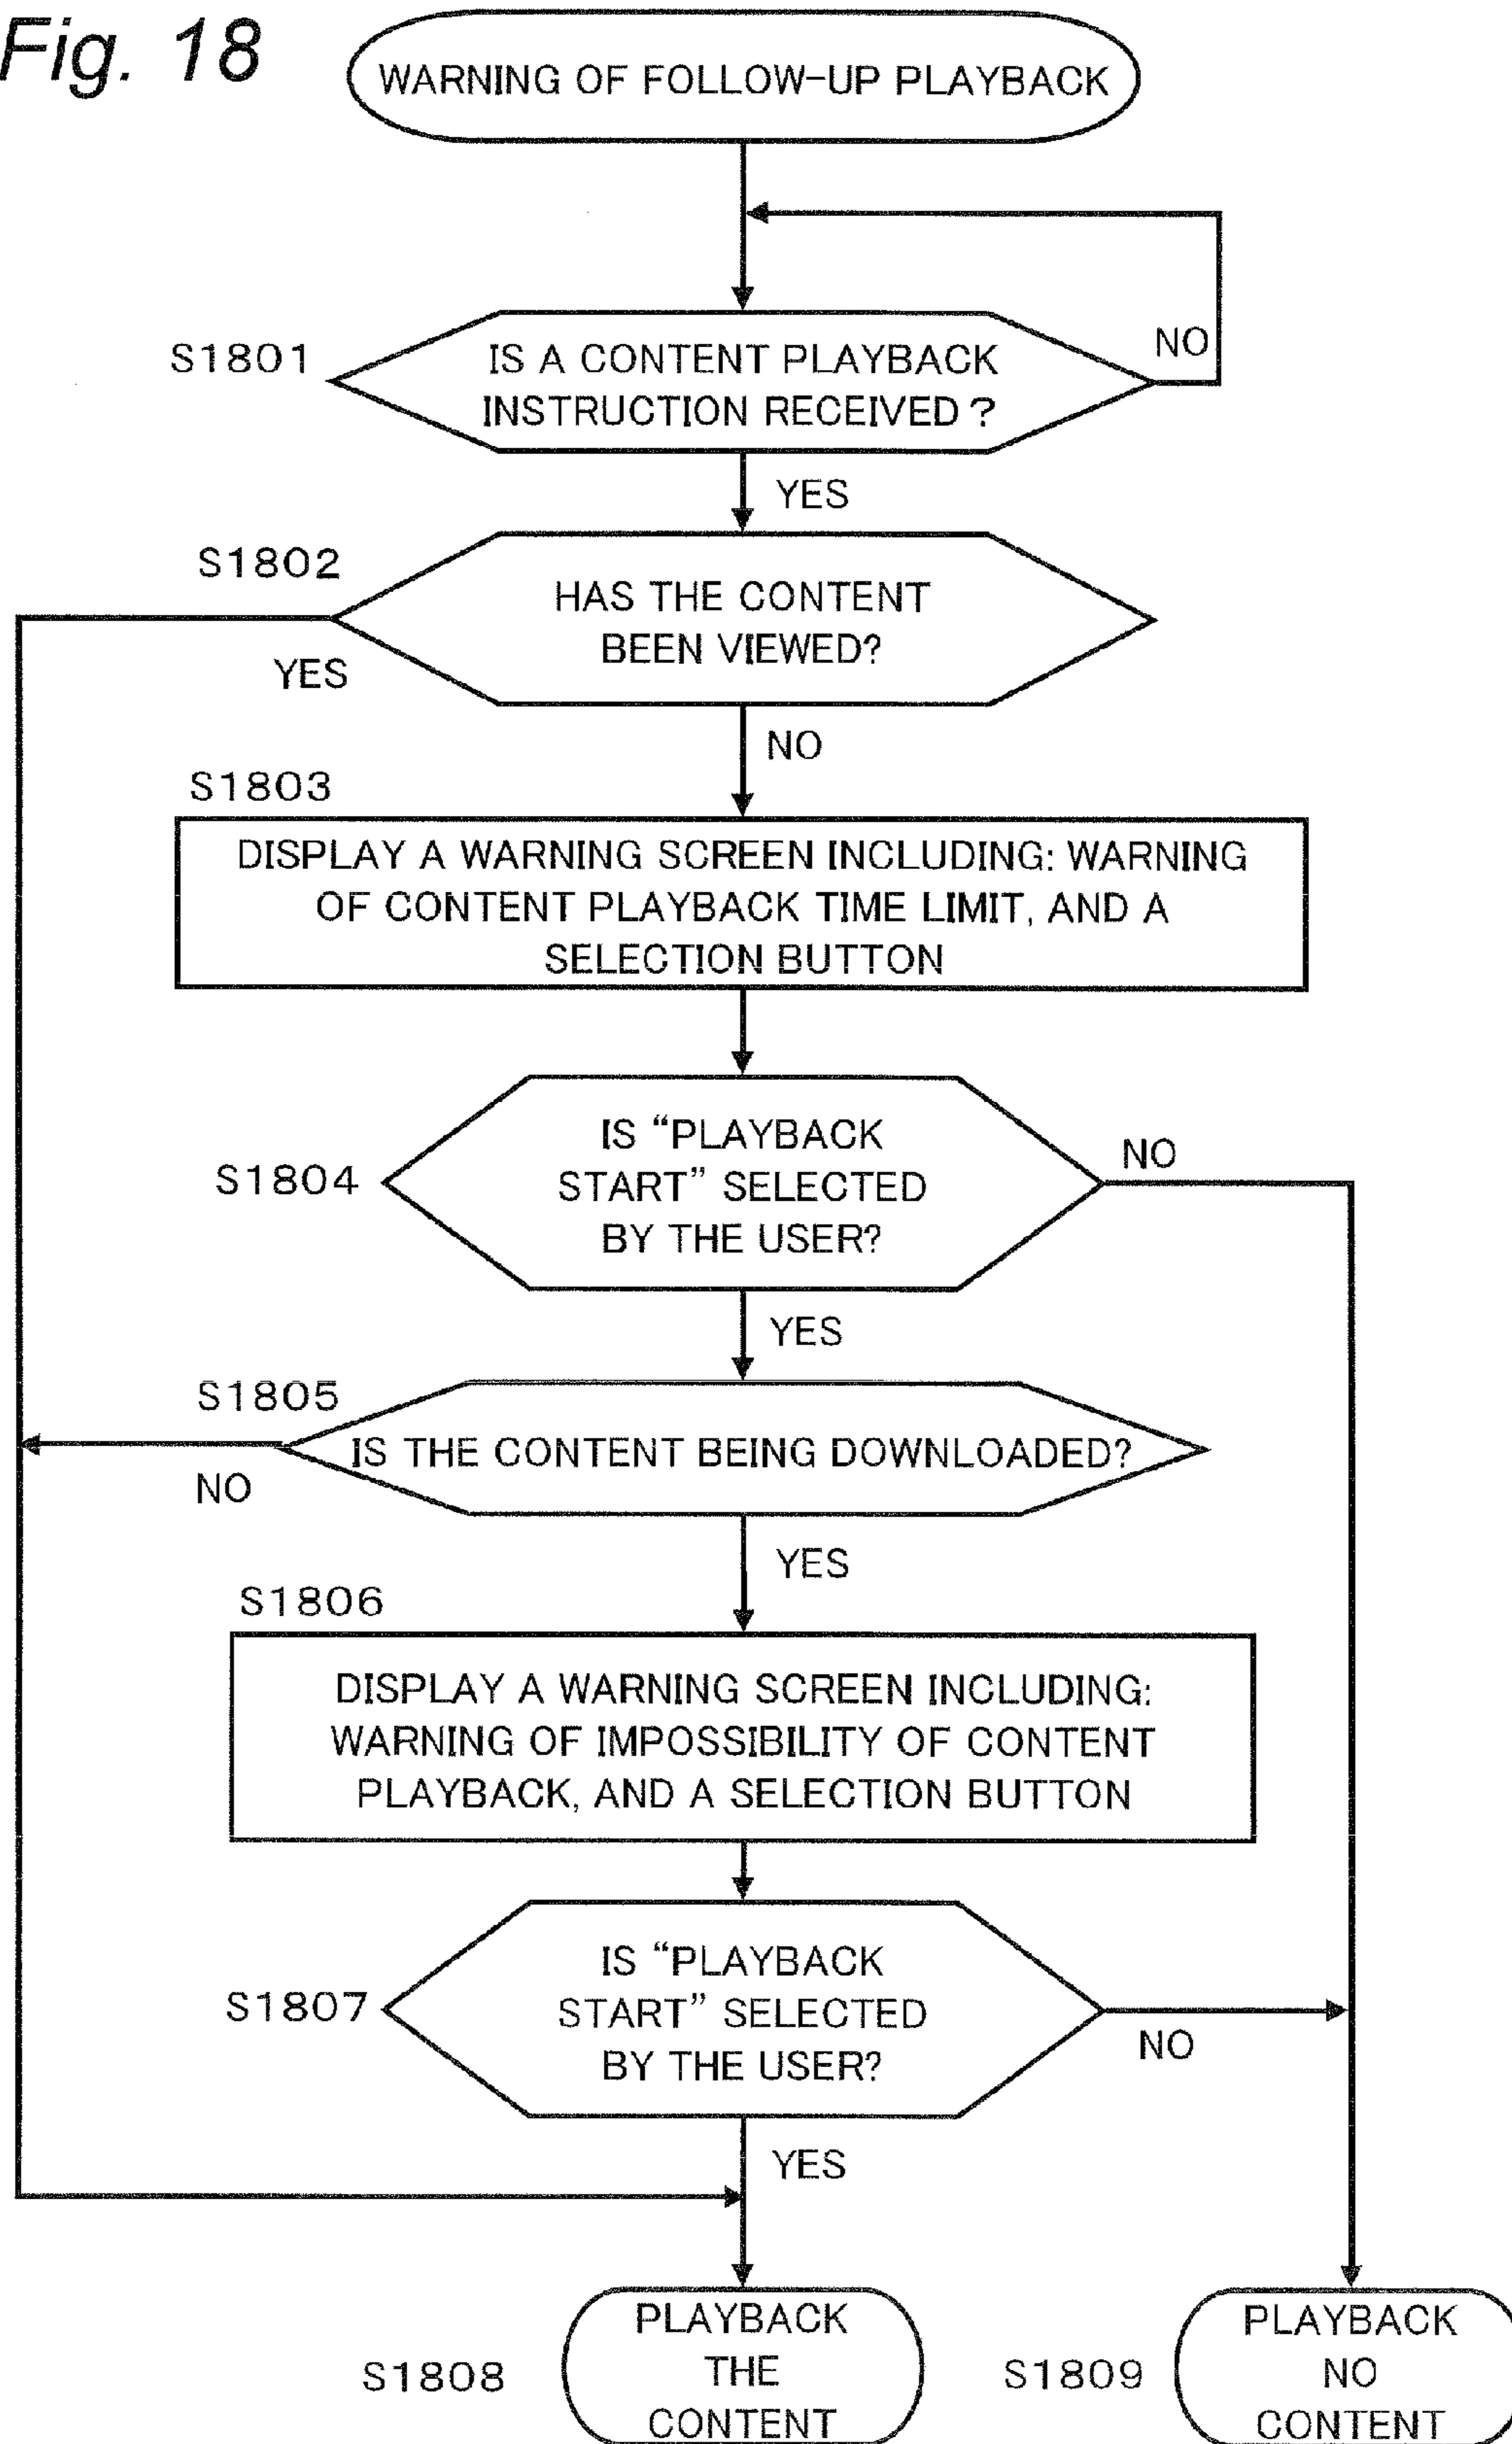 Fig. 18
WARNING OF FOLLOW-UP PLAYBACK
S1801
IS A CONTENT PLAYBACK
INSTRUCTION RECEIVED ?
NO
YES
S1802
HAS THE CONTENT
BEEN VIEWED?
YES
NO
S1803
DISPLAY A WARNING SCREEN INCLUDING: WARNING
OF CONTENT PLAYBACK TIME LIMIT, AND A
SELECTION BUTTON
S1804
IS “PLAYBACK
START” SELECTED
BY THE USER?
NO
YES
S1805
IS THE CONTENT BEING DOWNLOADED?
NO
YES
S1806
DISPLAY A WARNING SCREEN INCLUDING:
WARNING OF IMPOSSIBILITY OF CONTENT
PLAYBACK, AND A SELECTION BUTTON
S1807
IS “PLAYBACK
START” SELECTED
BY THE USER?
NO
YES
S1808
PLAYBACK
THE
CONTENT
S1809
PLAYBACK
NO
CONTENT